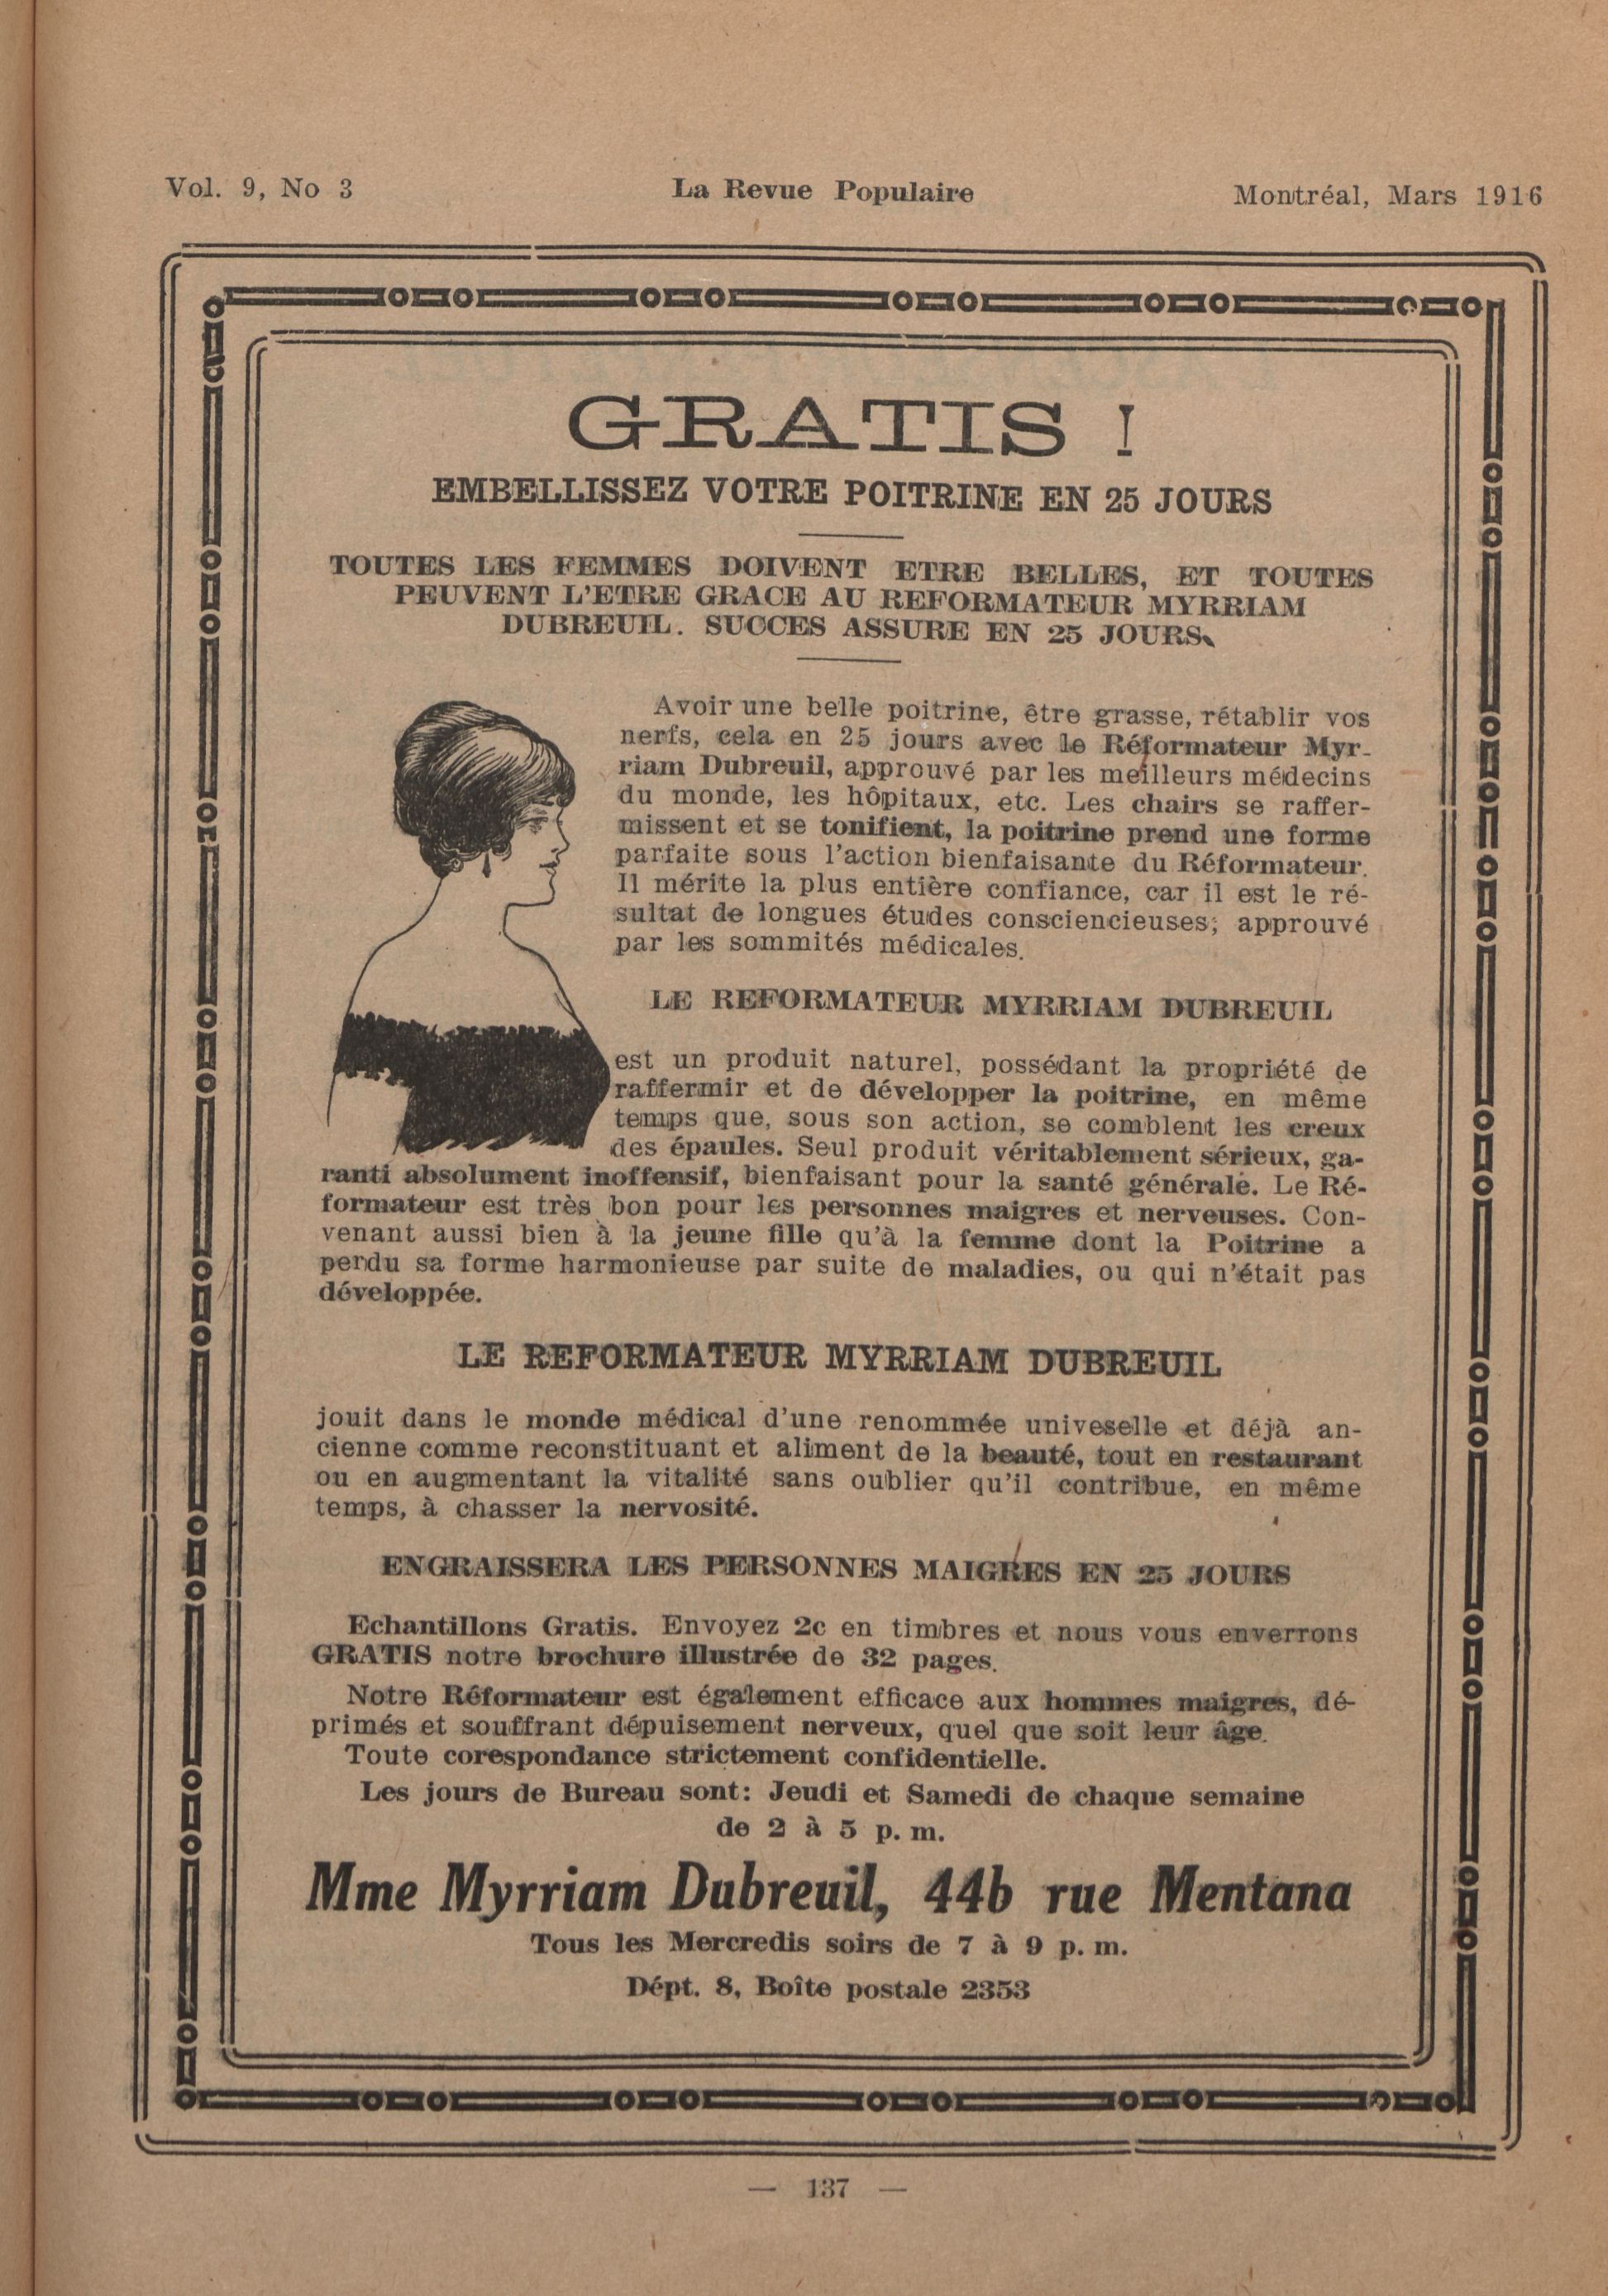 Vol. 9, No 3 La Revue Populaire Montréal, Mars 1916
GRATIS !
EMBELLISSEZ VOTRE POITRINE EN 25 JOURS
TOUTES LES FEMMES DOIVENT ETRE BELLES, ET TOUTES
PEUVENT L'ETRE GRACE AU REFORMATEUR MYRRIAM
DUBREUIL. SUCCES ASSURE EN 25 JOURS.
Avoir une belle poitrine, être grasse, rétablir vos
nerfs, cela en 25 jours avec le Réformateur Myr-
riam Dubreuil, approuvé par les meilleurs médecins
du monde, les hôpitaux, etc. Les chairs se raffer-
missent et se tonifient, la poitrine prend une forme
parfaite sous l'action bienfaisante du Réformateur.
Il mérite la plus entière confiance, car il est le ré-
sultat de longues études consciencieuses; approuvé
par les sommités médicales.
LE REFORMATEUR MYRRIAM DUBREUIL
est un produit naturel, possédant la propriété de
raffermir et de développer la poitrine, en même
temps que, sous son action, se comblent les creux
des épaules. Seul produit véritablement sérieux, ga-
ranti absolument inoffensif, bienfaisant pour la santé générale. Le Ré-
formateur est très bon pour les personnes maigres et nerveuses. Con-
venant aussi bien à la jeune fille qu'à la femme dont la Poitrine a
perdu sa forme harmonieuse par suite de maladies, ou qui n'était pas
développée.
LE REFORMATEUR MYRRIAM DUBREUIL
jouit dans le monde médical d'une renommée univeselle et déjà an-
cienne comme reconstituant et aliment de la beauté, tout en restaurant
ou en augmentant la vitalité sans oublier qu'il contribue, en même
temps, à chasser la nervosité.
ENGRAISSERA LES PERSONNES MAIGRES EN 25 JOURS
Echantillons Gratis. Envoyez 2c en timbres et nous vous enverrons
GRATIS notre brochure illustrée de 32 pages.
Notre Réformateur est également efficace aux hommes maigres, dé-
primés et souffrant dépuisement nerveux, quel que soit leur âge.
Toute corespondance strictement confidentielle.
Les jours de Bureau sont: Jeudi et Samedi de chaque semaine
de 2 à 5 p. m.
Mme Myrriam Dubreuil, 44b rue Mentana
Tous les Mercredis soirs de 7 à 9 p. m.
Dépt. 8, Boîte postale 2353
— 137 —